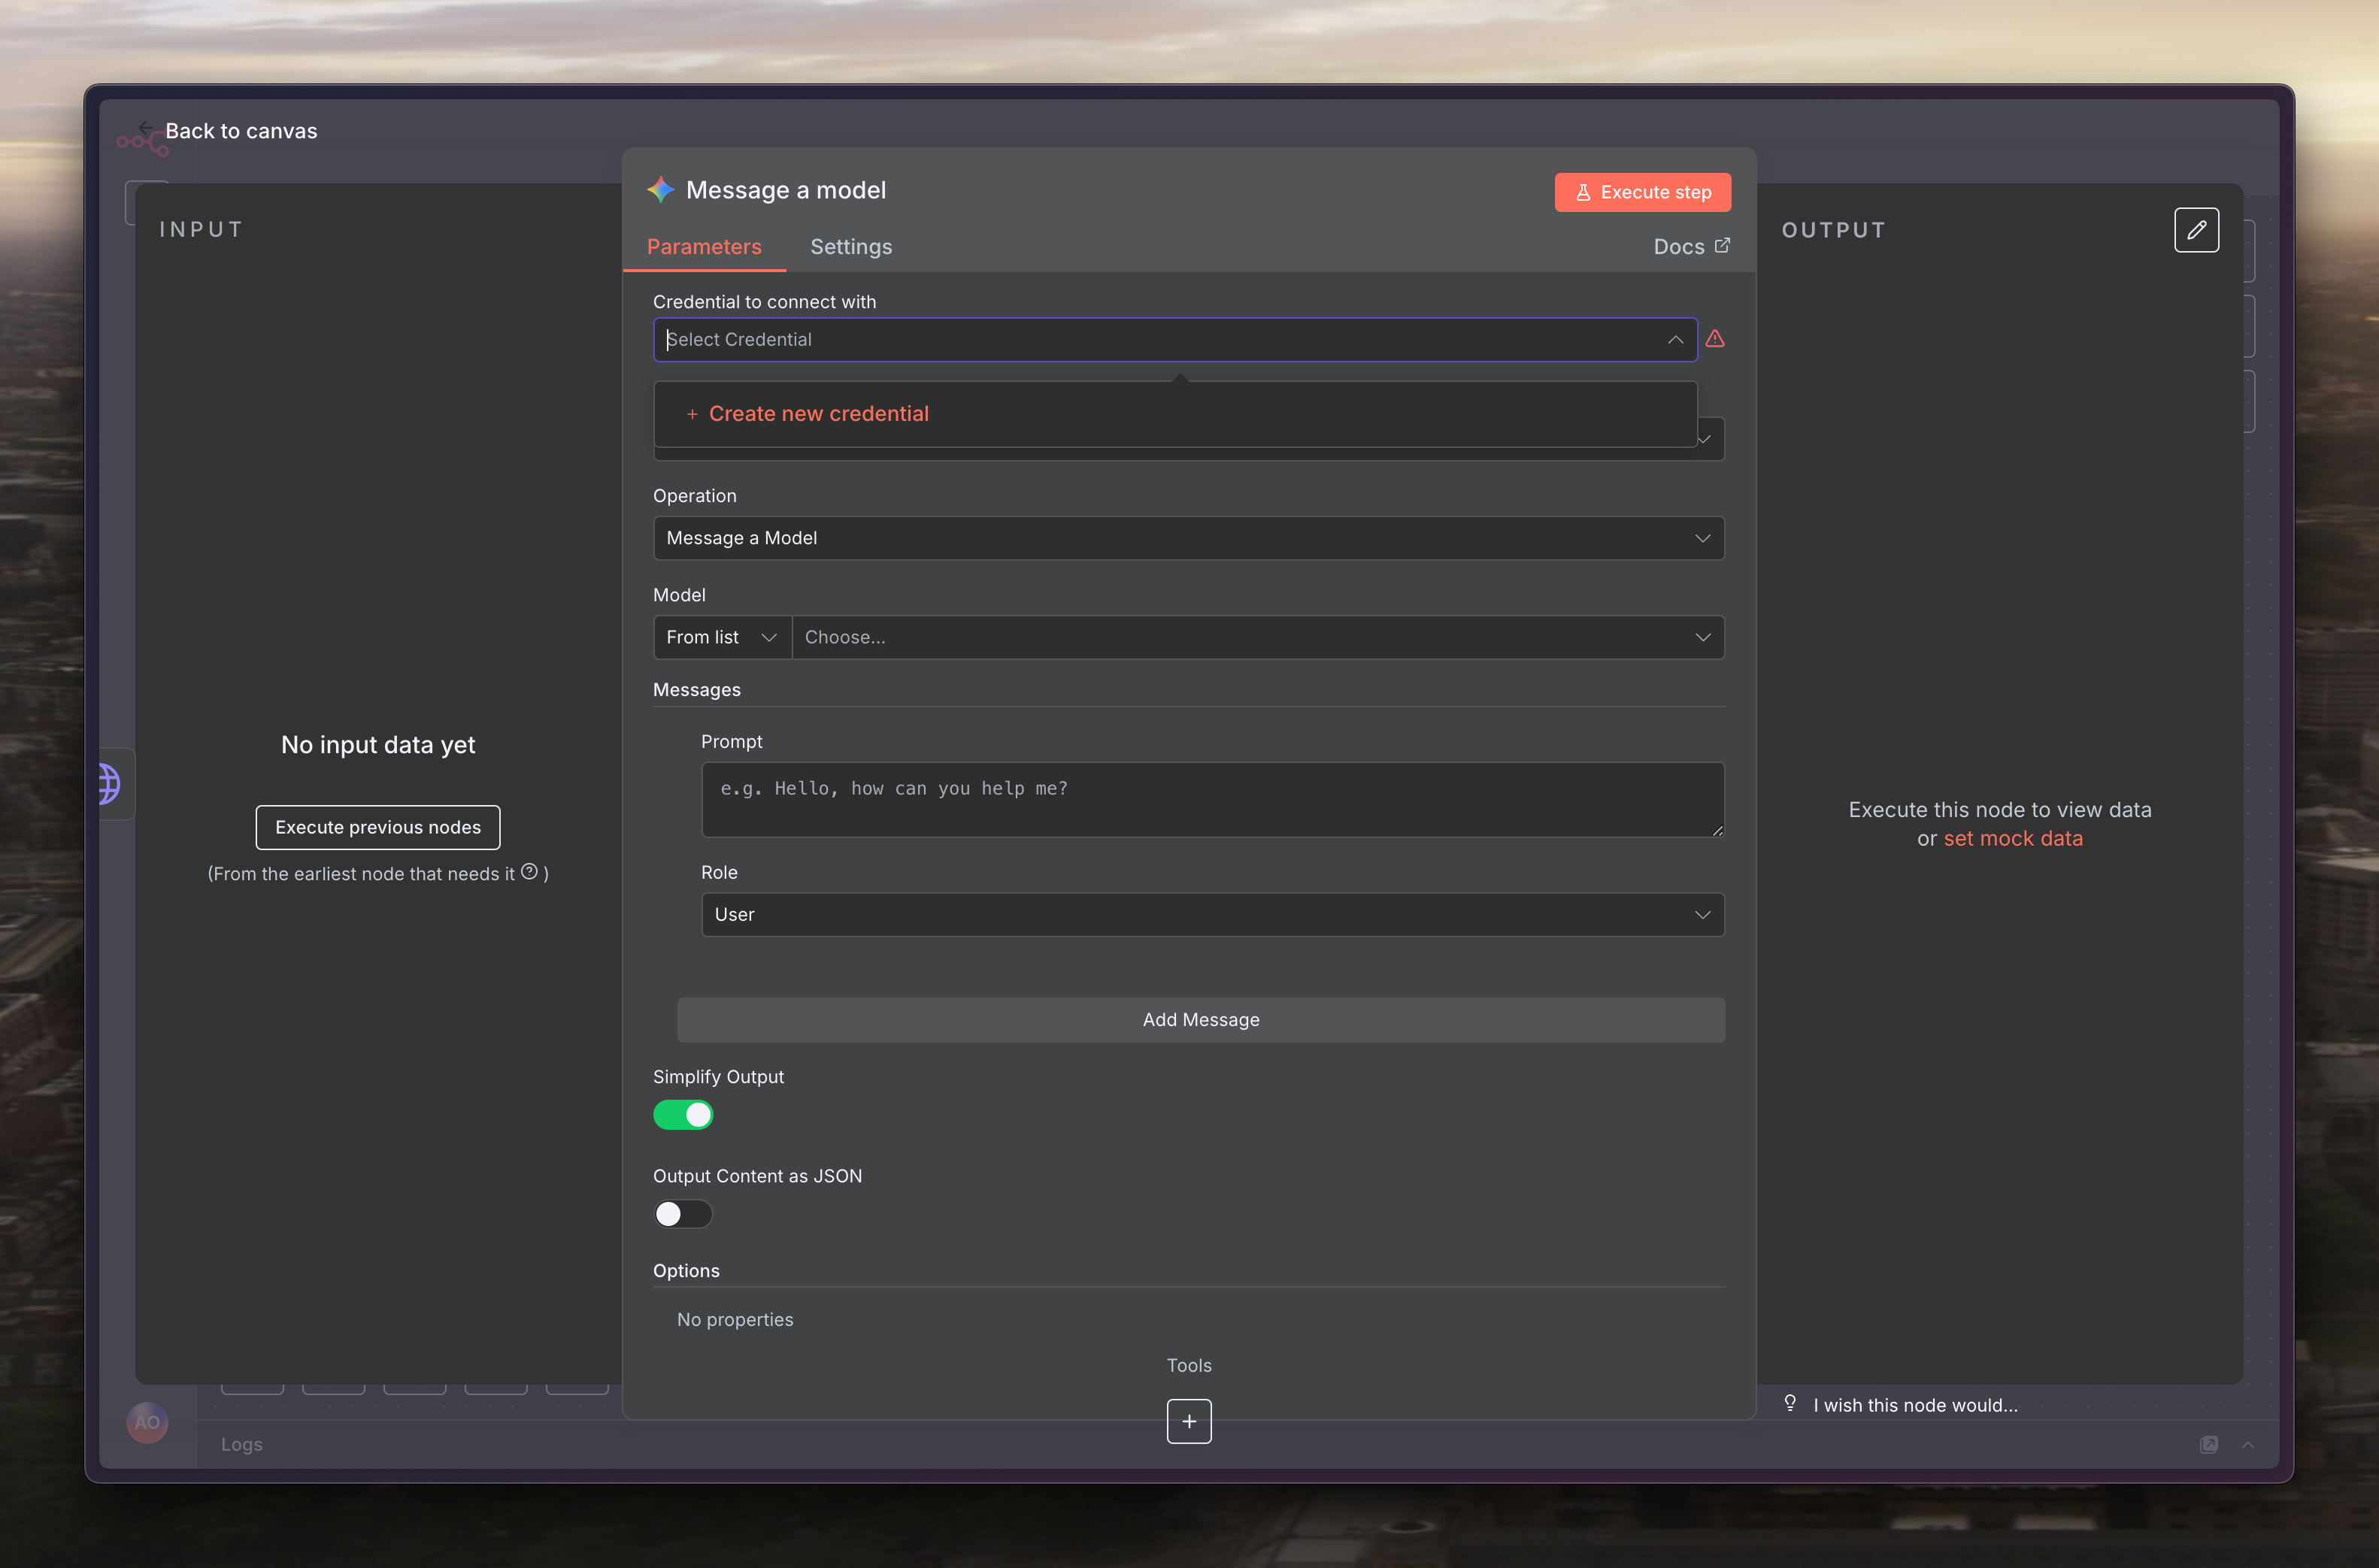 Back to canvas
INPUT
No input data yet
Execute previous nodes
(From the earliest node that needs it ? )
Message a model
Execute step
Parameters
Settings
Docs
Credential to connect with
Select Credential
+ Create new credential
Operation
Message a Model
Model
From list
Choose...
Messages
Prompt
e.g. Hello, how can you help me?
Role
User
Add Message
Simplify Output
Output Content as JSON
Options
No properties
Tools
+
OUTPUT
Execute this node to view data
or set mock data
I wish this node would...
AO
Logs